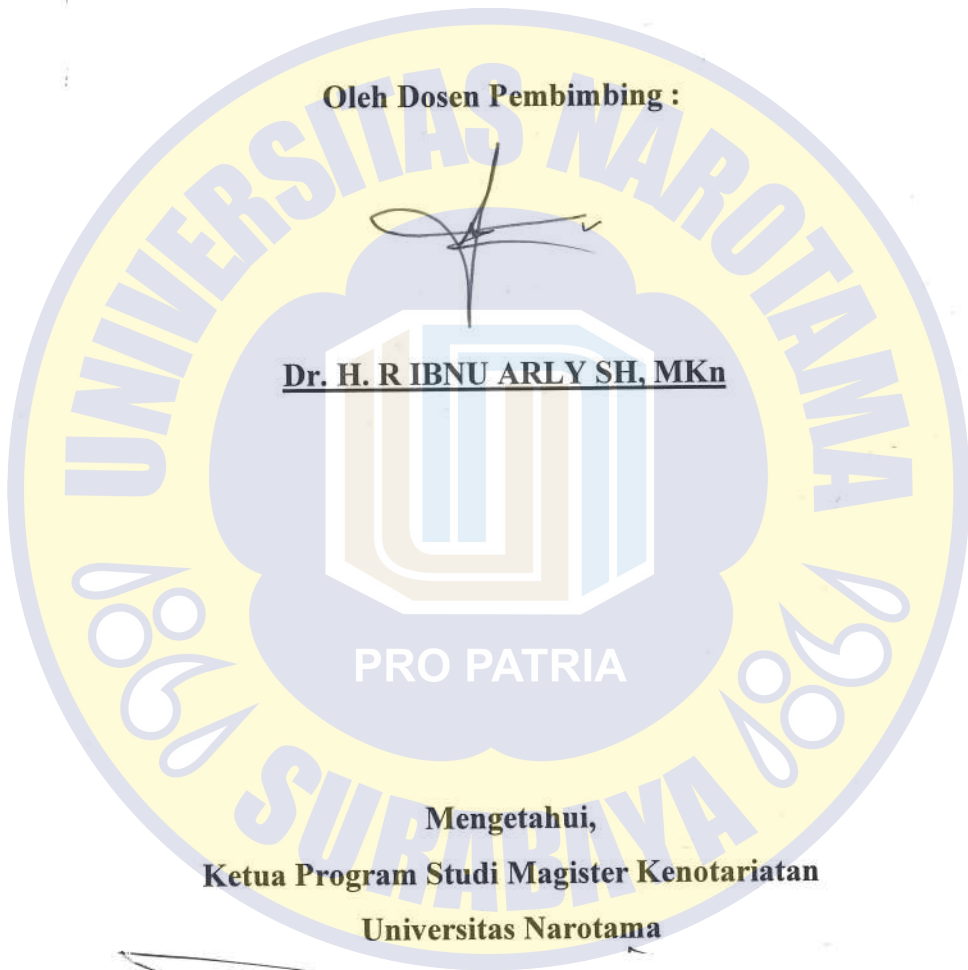 Oleh Dosen Pembimbing :
UNIVERSITAS NAROTAMA
Dr. H. R IBNU ARLY SH, MKn
PRO PATRIA
SURABAYA
Mengetahui,
Ketua Program Studi Magister Kenotariatan
Universitas Narotama